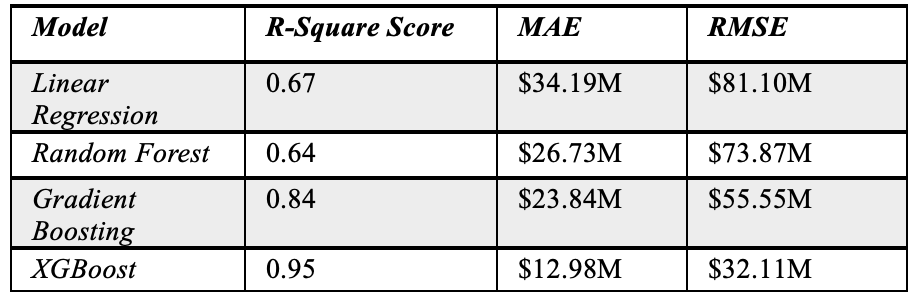 Model R-Square Score MAE RMSE
Linear Regression 0.67 $34.19M $81.10M
Random Forest 0.64 $26.73M $73.87M
Gradient Boosting 0.84 $23.84M $55.55M
XGBoost 0.95 $12.98M $32.11M